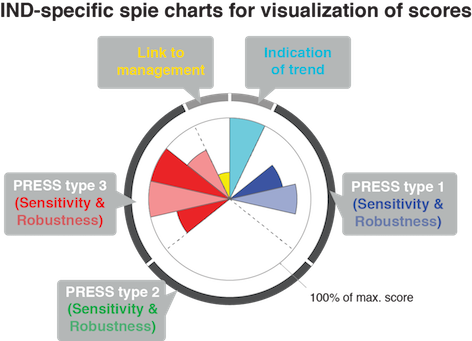 IND-specific spie charts for visualization of scores
Link to
management
Indication
of trend
PRESS type 3
(Sensitivity &
Robustness)
PRESS type 1
(Sensitivity &
Robustness)
PRESS type 2
(Sensitivity &
Robustness)
100% of max. score